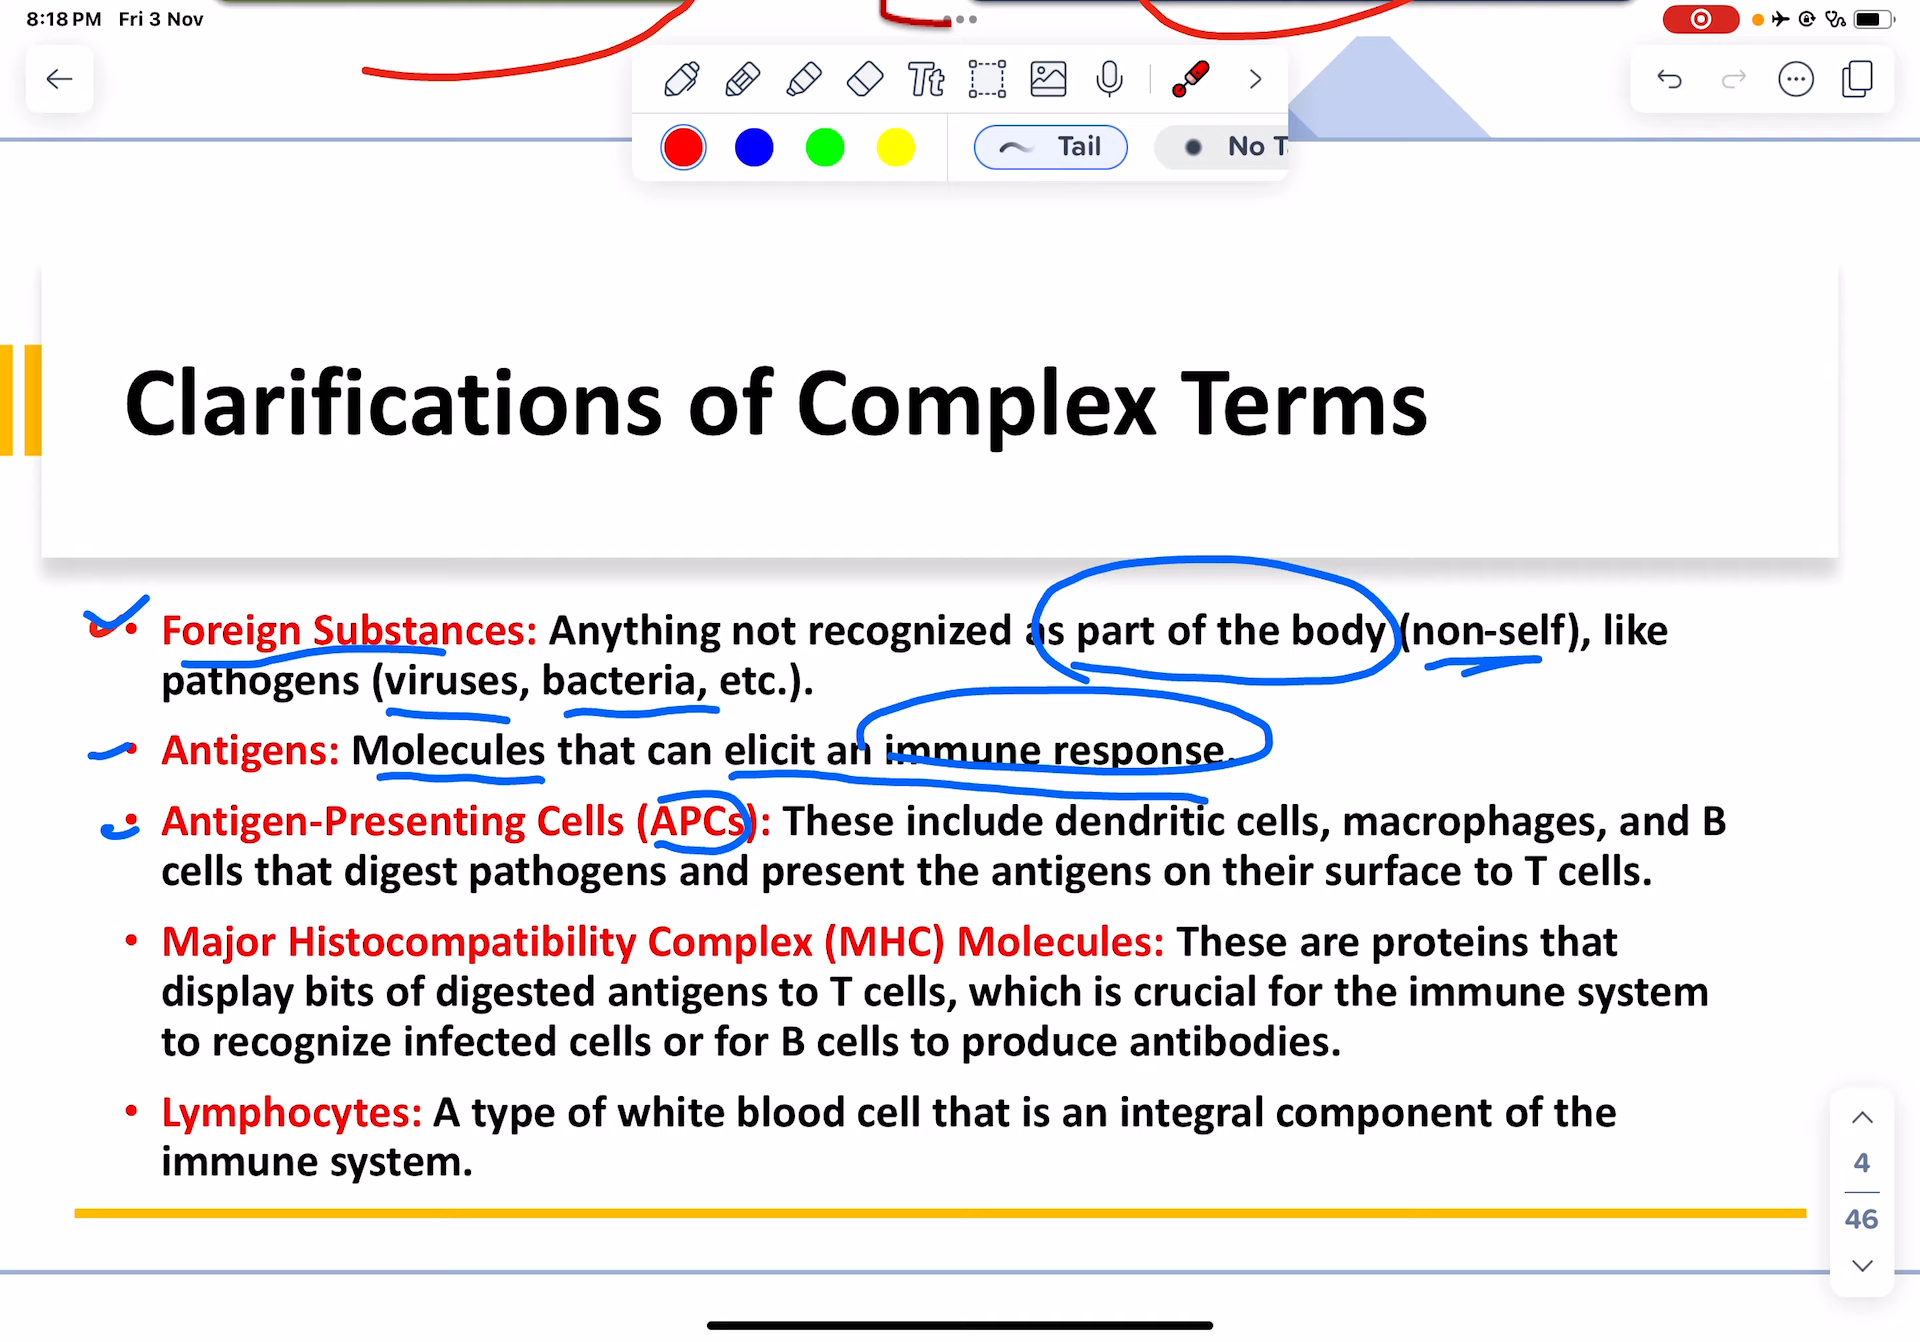 8:18 PM Fri 3 Nov
Tt
Tail
No T
Clarifications of Complex Terms
• Foreign Substances: Anything not recognized as part of the body (non-self), like
pathogens (viruses, bacteria, etc.).
• Antigens: Molecules that can elicit an immune response.
• Antigen-Presenting Cells (APCs): These include dendritic cells, macrophages, and B
cells that digest pathogens and present the antigens on their surface to T cells.
• Major Histocompatibility Complex (MHC) Molecules: These are proteins that
display bits of digested antigens to T cells, which is crucial for the immune system
to recognize infected cells or for B cells to produce antibodies.
• Lymphocytes: A type of white blood cell that is an integral component of the
immune system.
4
46